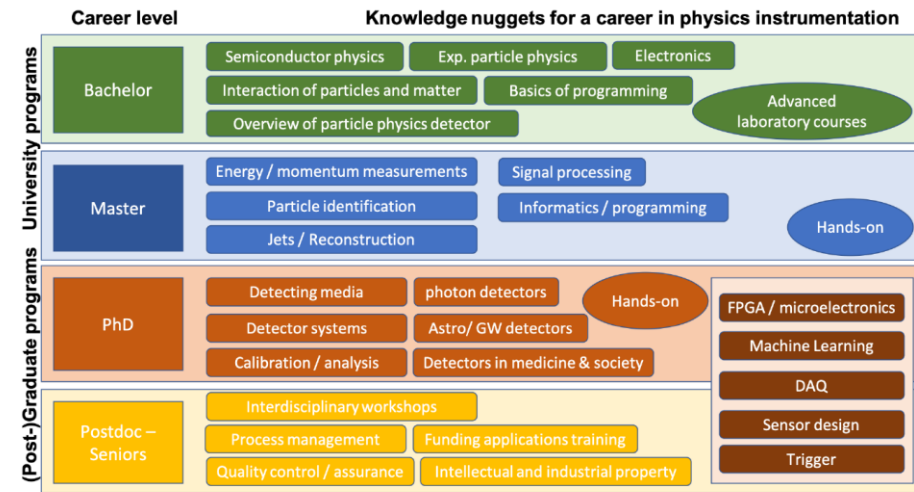 Career level
Knowledge nuggets for a career in physics instrumentation
University programs
Bachelor
Semiconductor physics
Exp. particle physics
Electronics
Interaction of particles and matter
Basics of programming
Overview of particle physics detector
Advanced
laboratory courses
Master
Energy / momentum measurements
Signal processing
Particle identification
Informatics / programming
Jets / Reconstruction
Hands-on
(Post-)Graduate programs
PhD
Detecting media
photon detectors
Hands-on
Detector systems
Astro/ GW detectors
Calibration / analysis
Detectors in medicine & society
FPGA / microelectronics
Machine Learning
DAQ
Sensor design
Trigger
Postdoc –
Seniors
Interdisciplinary workshops
Process management
Funding applications training
Quality control / assurance
Intellectual and industrial property